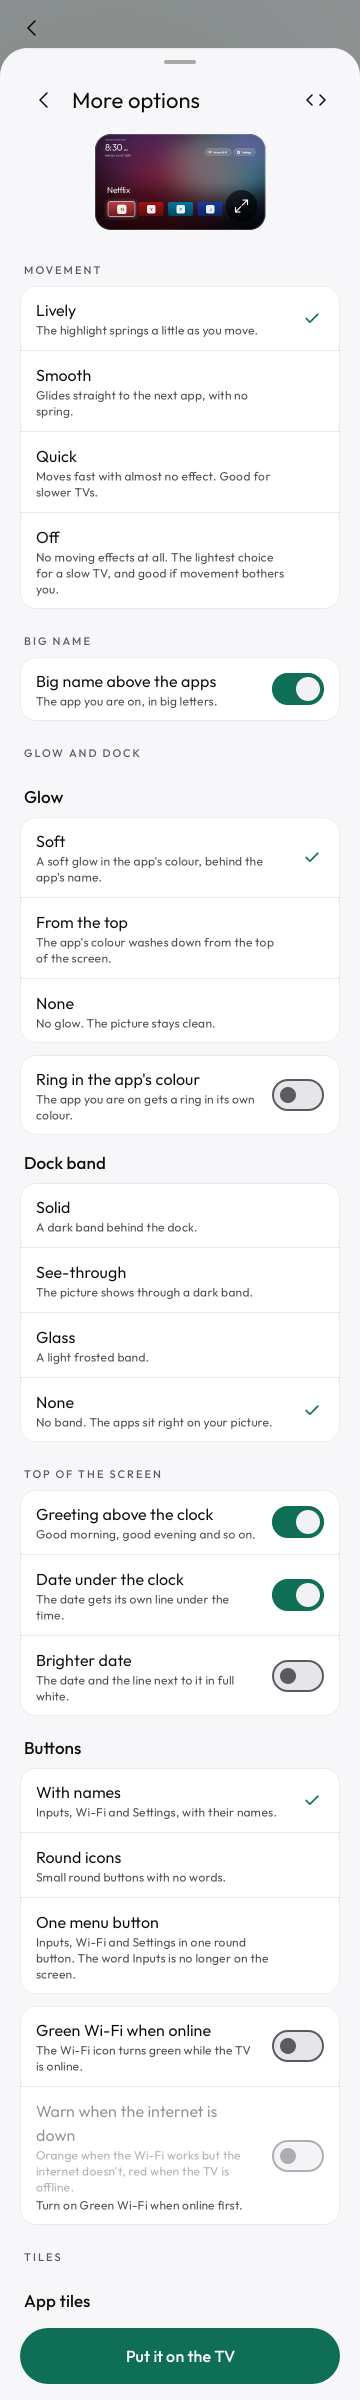 More options
8:30
Netflix
MOVEMENT
Lively
The highlight springs a little as you move.
Smooth
Glides straight to the next app, with no
spring.
Quick
Moves fast with almost no effect. Good for
slower TVs.
Off
No moving effects at all. The lightest choice
for a slow TV, and good if movement bothers
you.
BIG NAME
Big name above the apps
The app you are on, in big letters.
GLOW AND DOCK
Glow
Soft
A soft glow in the app's colour, behind the
app's name.
From the top
The app's colour washes down from the top
of the screen.
None
No glow. The picture stays clean.
Ring in the app's colour
The app you are on gets a ring in its own
colour.
Dock band
Solid
A dark band behind the dock.
See-through
The picture shows through a dark band.
Glass
A light frosted band.
None
No band. The apps sit right on your picture.
TOP OF THE SCREEN
Greeting above the clock
Good morning, good evening and so on.
Date under the clock
The date gets its own line under the
time.
Brighter date
The date and the line next to it in full
white.
Buttons
With names
Inputs, Wi-Fi and Settings, with their names.
Round icons
Small round buttons with no words.
One menu button
Inputs, Wi-Fi and Settings in one round
button. The word Inputs is no longer on the
screen.
Green Wi-Fi when online
The Wi-Fi icon turns green while the TV
is online.
Warn when the internet is
down
Orange when the Wi-Fi works but the
internet doesn't, red when the TV is
offline.
Turn on Green Wi-Fi when online first.
TILES
App tiles
Put it on the TV